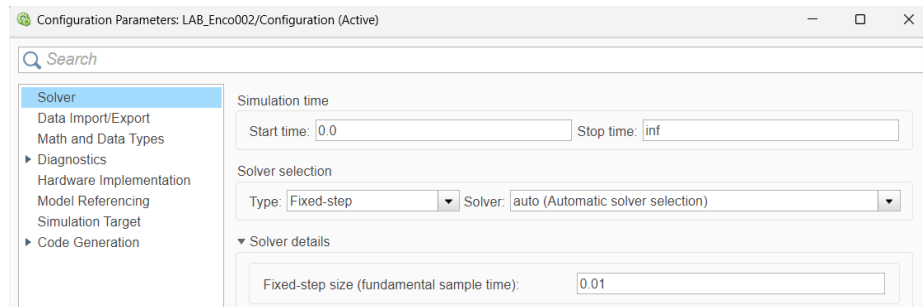 Configuration Parameters: LAB_Enco002/Configuration (Active)
Search
Solver
Data Import/Export
Math and Data Types
Diagnostics
Hardware Implementation
Model Referencing
Simulation Target
Code Generation
Simulation time
Start time: 0.0 Stop time: inf
Solver selection
Type: Fixed-step Solver: auto (Automatic solver selection)
Solver details
Fixed-step size (fundamental sample time): 0.01